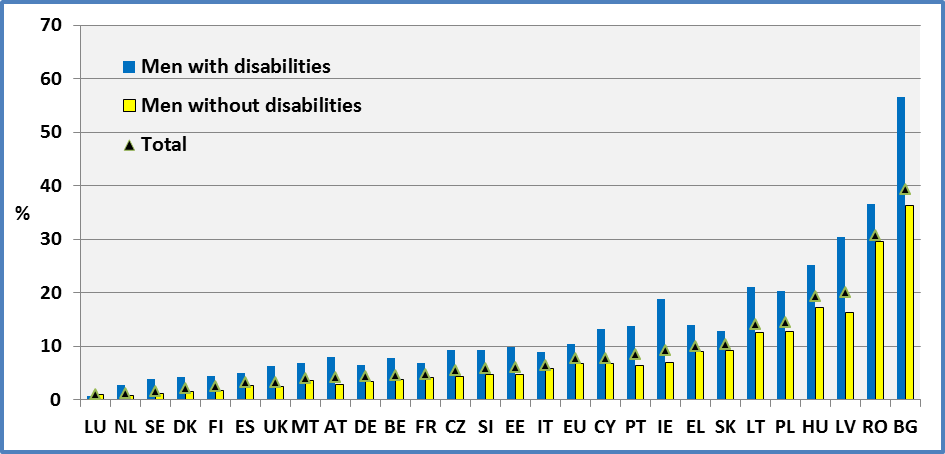 70
60
50
40
30
20
10
0
%
Men with disabilities
Men without disabilities
Total
LU NL SE DK FI ES UK MT AT DE BE FR CZ SI EE IT EU CY PT IE EL SK LT PL HU LV RO BG